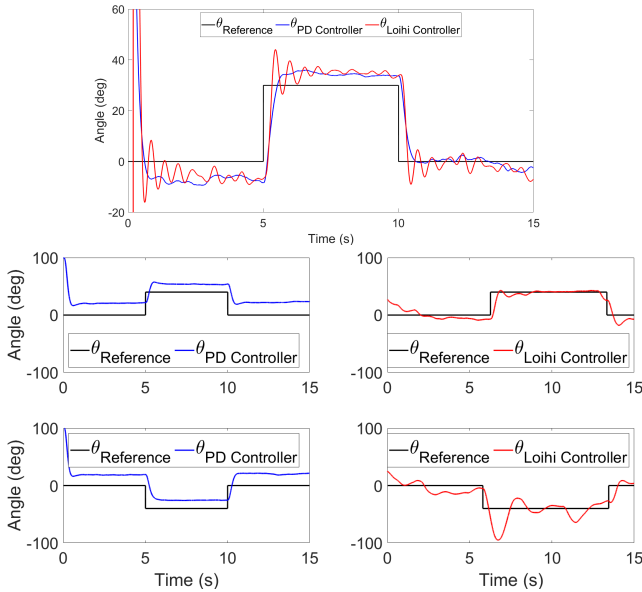 60
θReference θPD Controller θLoihi Controller
40
Angle (deg)
20
0
-20
0 5 10 15
Time (s)
100
Angle (deg)
0
θReference θPD Controller
-100
0 5 10 15
100
0
θReference θLoihi Controller
-100
0 5 10 15
100
θReference θPD Controller
Angle (deg)
0
-100
0 5 10 15
Time (s)
100
θReference θLoihi Controller
0
-100
0 5 10 15
Time (s)